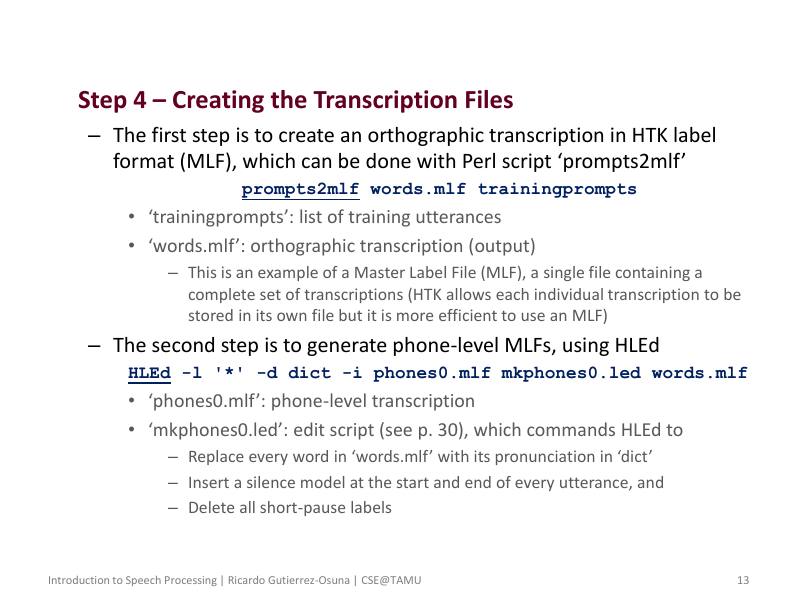 Step 4 – Creating the Transcription Files
– The first step is to create an orthographic transcription in HTK label
format (MLF), which can be done with Perl script ‘prompts2mlf’
prompts2mlf words.mlf trainingprompts
• ‘trainingprompts’: list of training utterances
• ‘words.mlf’: orthographic transcription (output)
– This is an example of a Master Label File (MLF), a single file containing a
complete set of transcriptions (HTK allows each individual transcription to be
stored in its own file but it is more efficient to use an MLF)
– The second step is to generate phone-level MLFs, using HLEd
HLEd -l '*' -d dict -i phones0.mlf mkphones0.led words.mlf
• ‘phones0.mlf’: phone-level transcription
• ‘mkphones0.led’: edit script (see p. 30), which commands HLEd to
– Replace every word in ‘words.mlf’ with its pronunciation in ‘dict’
– Insert a silence model at the start and end of every utterance, and
– Delete all short-pause labels
Introduction to Speech Processing | Ricardo Gutierrez-Osuna | CSE@TAMU
13